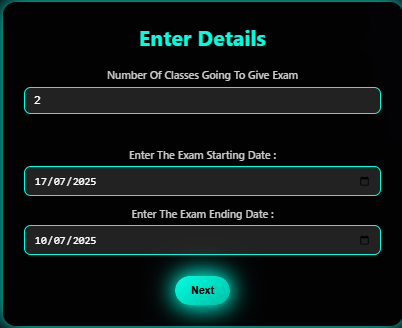 Enter Details
Number Of Classes Going To Give Exam
2
Enter The Exam Starting Date :
17/07/2025
Enter The Exam Ending Date :
10/07/2025
Next